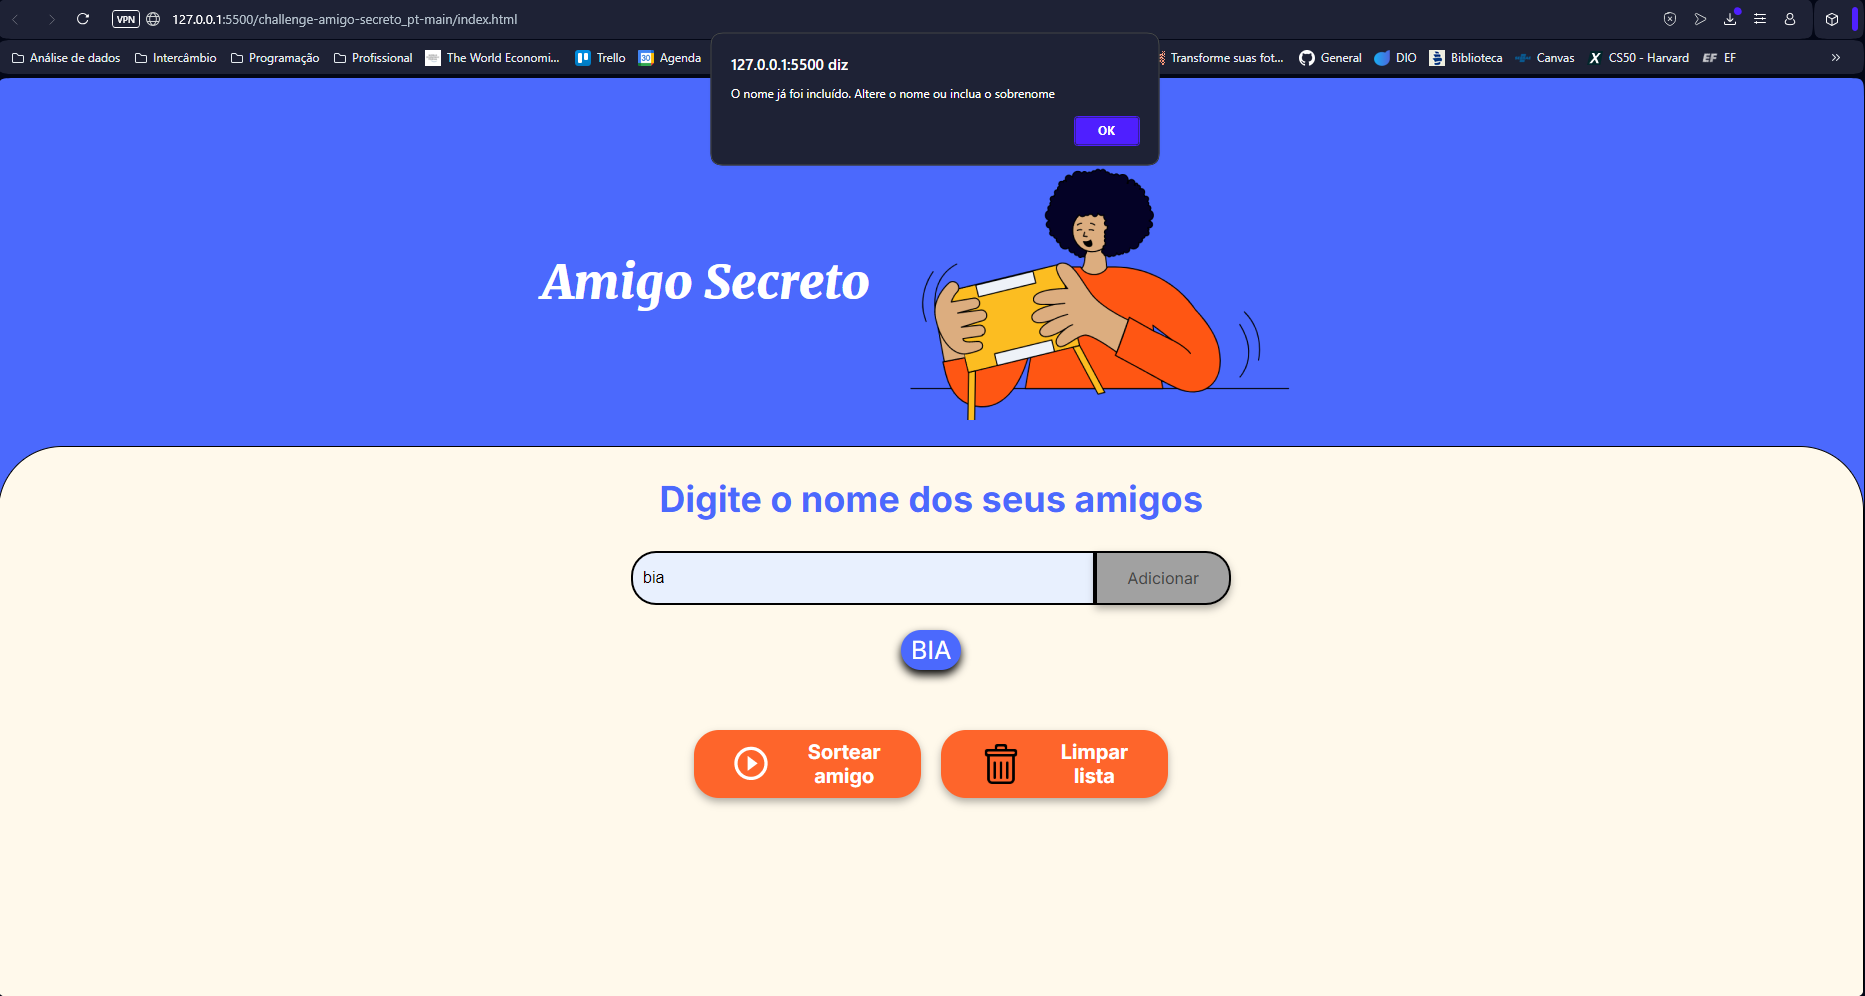 VPN
127.0.0.1:5500/challenge-amigo-secreto_pt-main/index.html
Análise de dados
Intercâmbio
Programação
Profissional
The World Economi...
Trello
30
Agenda
Transforme suas fot...
General
DIO
Biblioteca
Canvas
X
CS50 - Harvard
EF
EF
»
127.0.0.1:5500 diz
O nome já foi incluído. Altere o nome ou inclua o sobrenome
OK
Amigo Secreto
Digite o nome dos seus amigos
bia
Adicionar
BIA
Sortear
amigo
Limpar
lista